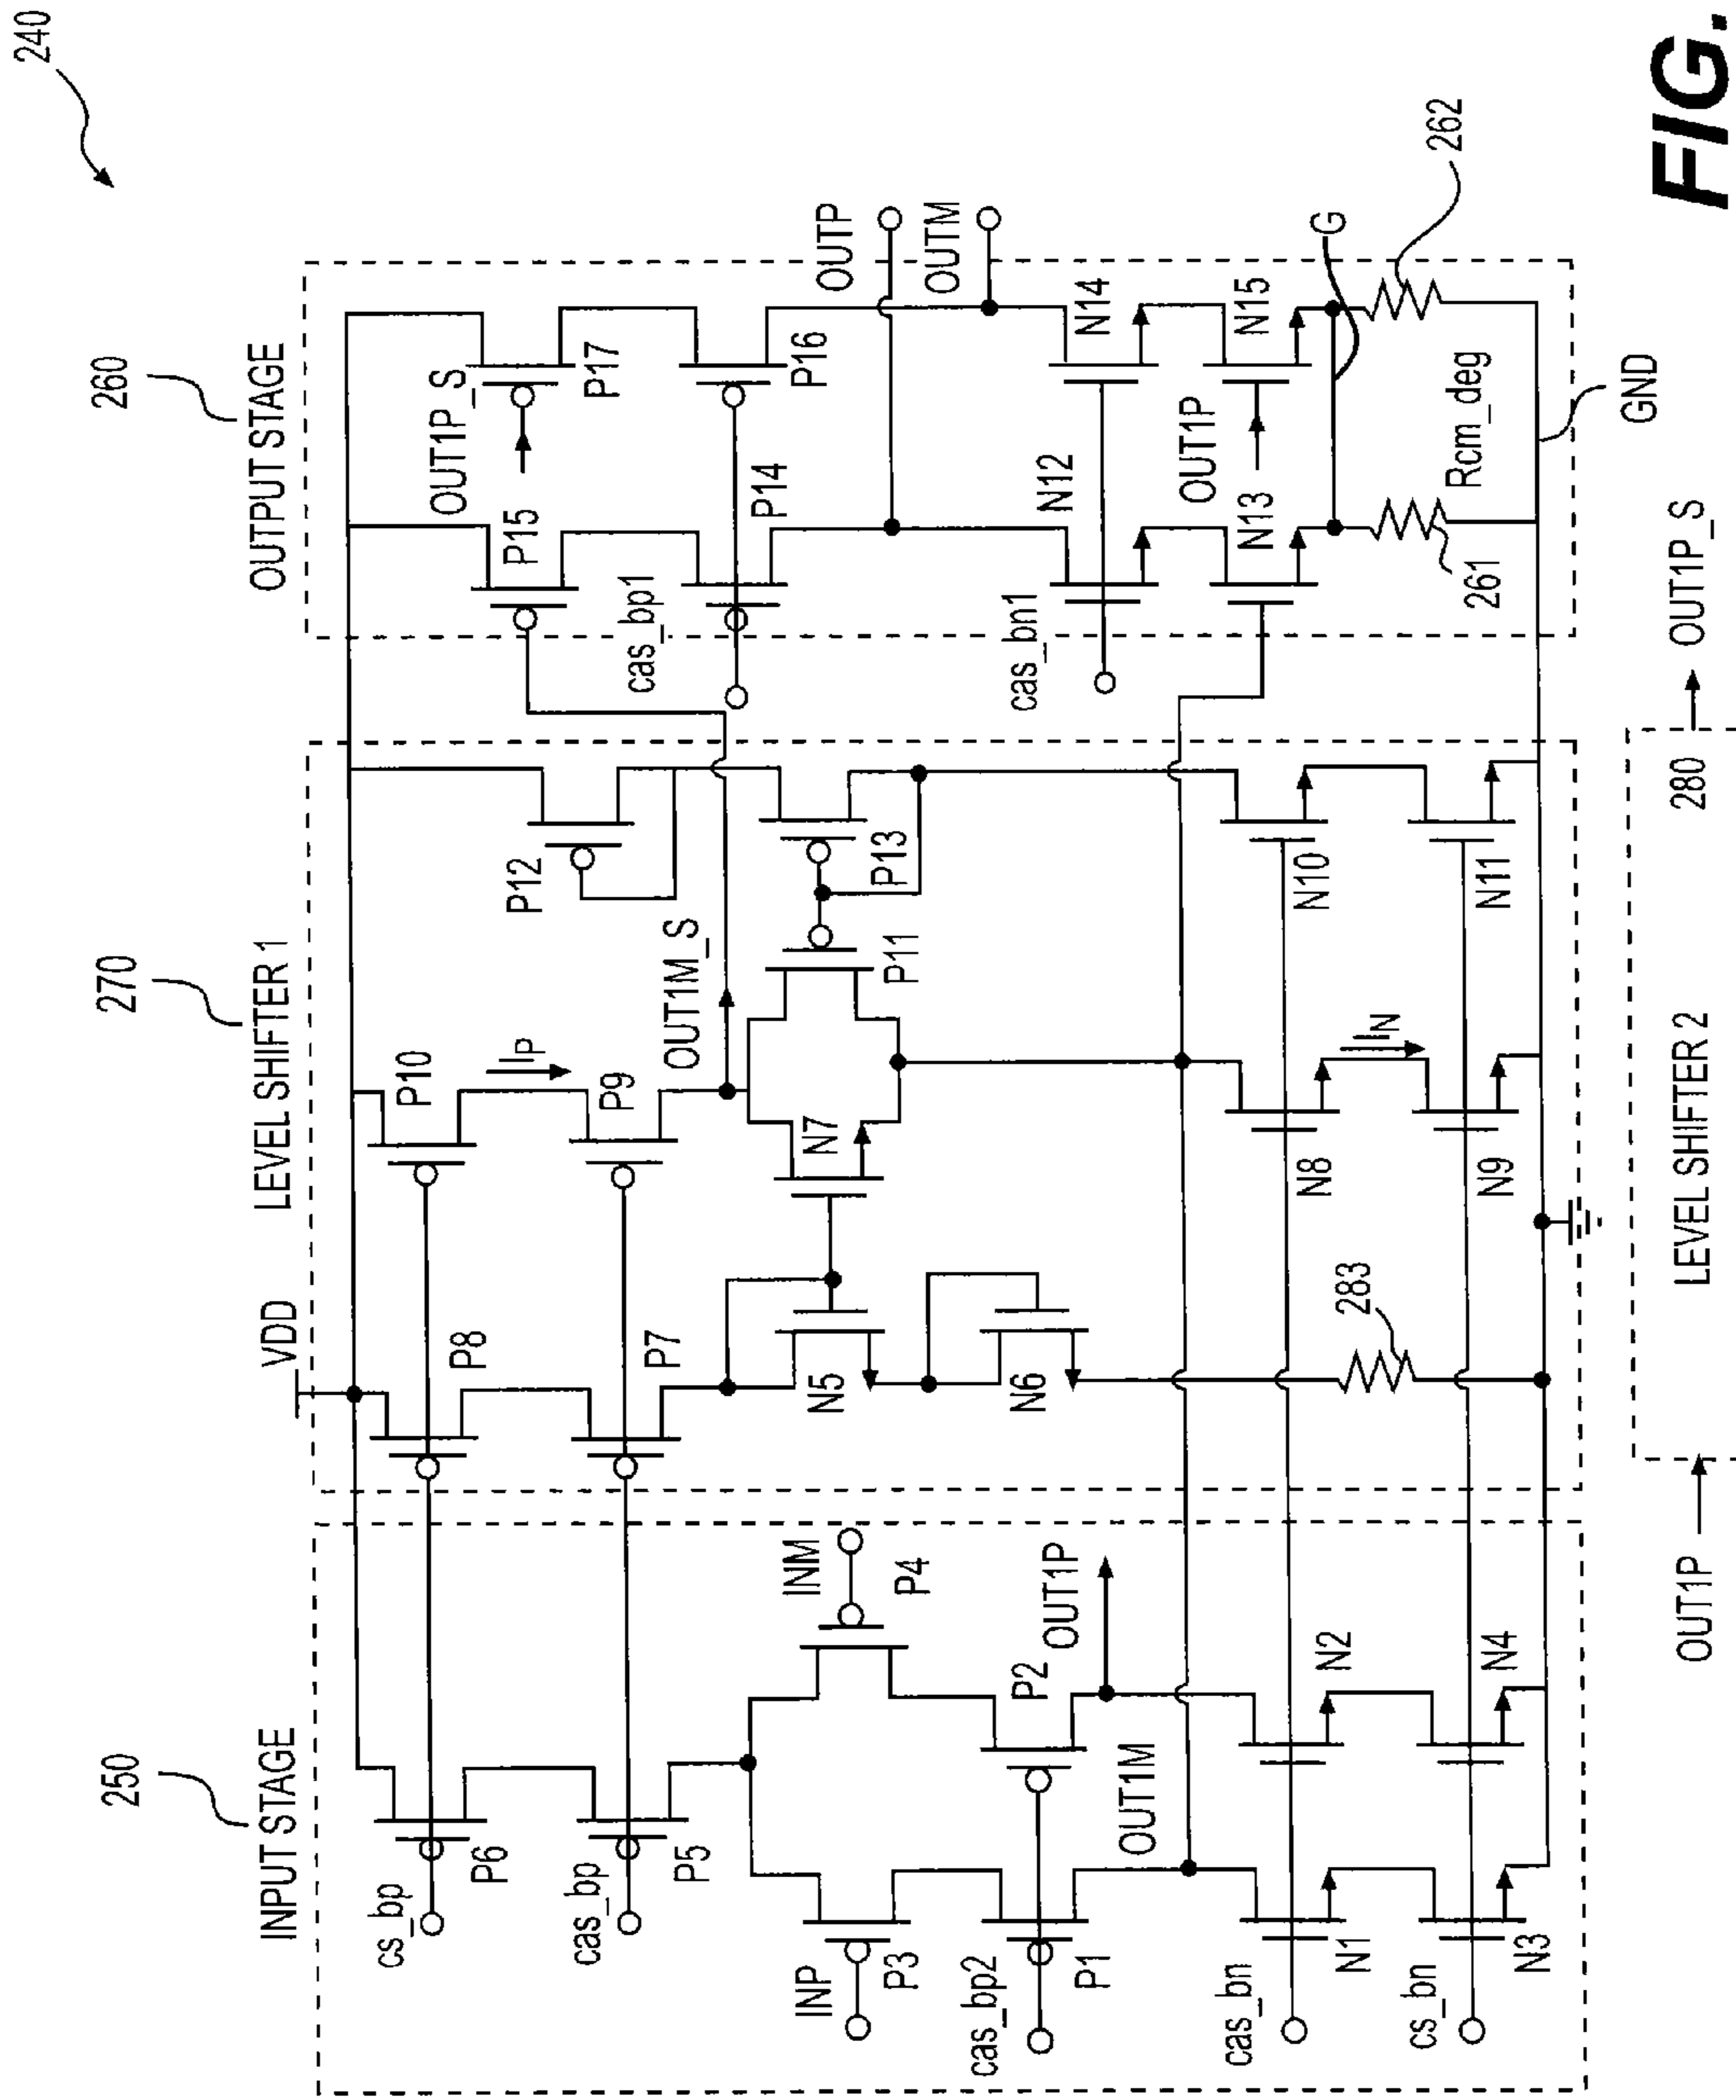 240
260
OUTPUT STAGE
270
LEVEL SHIFTER 1
250
INPUT STAGE
VDD
cs_bp
P6
P8
P10
I_P
P12
P15
OUT1P_S
P17
cas_bp
P5
P7
P9
OUT1M_S
cas_bp1
P14
P16
INP
P3
INM
P4
N5
N7
P11
P13
OUTP
OUTM
cas_bp2
P1
P2
OUT1P
N6
OUT1M
cas_bn1
N12
N14
N13
OUT1P
N15
G
cas_bn
N1
N2
283
N8
I_N
N10
261
Rcm_deg
262
cs_bn
N3
N4
N9
N11
GND
OUT1P
LEVEL SHIFTER 2
280
OUT1P_S
FIG.